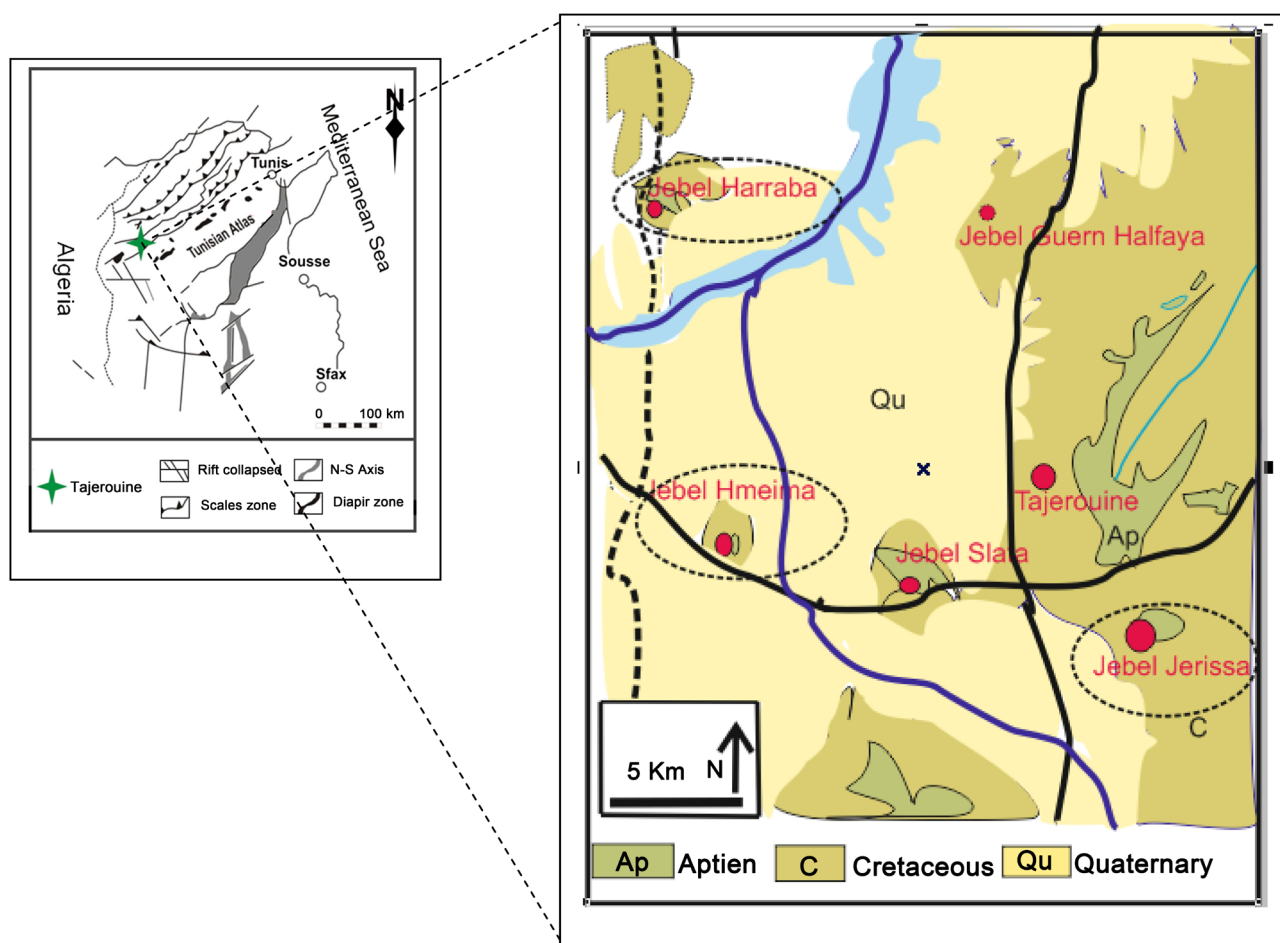 N
Mediterranean Sea
Tunis
Tunisian Atlas
Algeria
Sousse
Sfax
0 100 km
Tajerouine
Rift collapsed
N-S Axis
Scales zone
Diapir zone
Jebel Harraba
Jebel Guern Halfaya
Qu
Jebel Hmeima
Tajerouine
Ap
Jebel Slata
Jebel Jerissa
C
5 Km N
Ap Aptien
C Cretaceous
Qu Quaternary